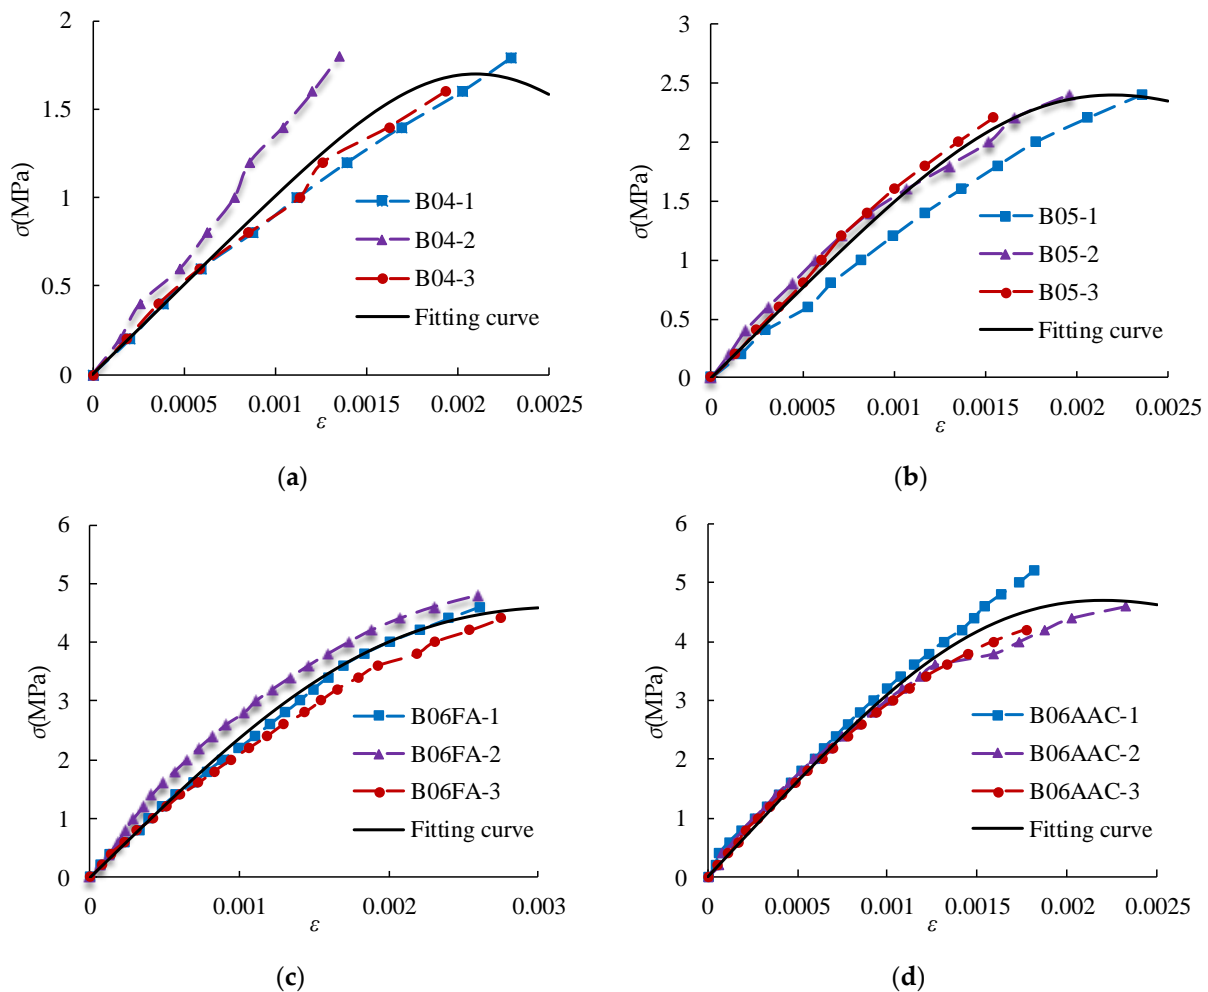 2
1.5
1
0.5
0
σ(MPa)
B04-1
B04-2
B04-3
Fitting curve
0 0.0005 0.001 0.0015 0.002 0.0025
ε
(a)
3
2.5
2
1.5
1
0.5
0
σ(MPa)
B05-1
B05-2
B05-3
Fitting curve
0 0.0005 0.001 0.0015 0.002 0.0025
ε
(b)
6
5
4
3
2
1
0
σ(MPa)
B06FA-1
B06FA-2
B06FA-3
Fitting curve
0 0.001 0.002 0.003
ε
(c)
6
5
4
3
2
1
0
σ(MPa)
B06AAC-1
B06AAC-2
B06AAC-3
Fitting curve
0 0.0005 0.001 0.0015 0.002 0.0025
ε
(d)